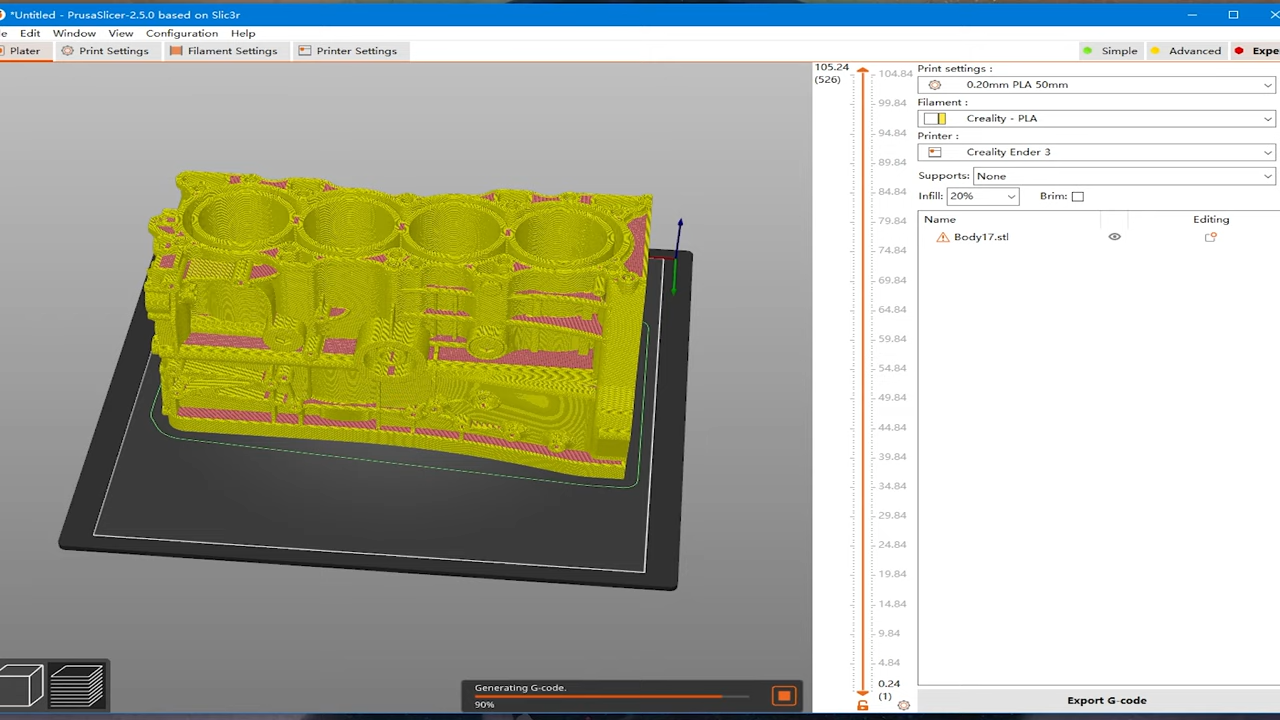 *Untitled - PrusaSlicer-2.5.0 based on Slic3r
Edit Window View Configuration Help
Plater Print Settings Filament Settings Printer Settings Simple Advanced Expe
105.24
(526)
104.84
99.84
94.84
89.84
84.84
79.84
74.84
69.84
64.84
59.84
54.84
49.84
44.84
39.84
34.84
29.84
24.84
19.84
14.84
9.84
4.84
0.24
(1)
Print settings :
0.20mm PLA 50mm
Filament :
Creality - PLA
Printer :
Creality Ender 3
Supports: None
Infill: 20% Brim:
Name Editing
Body17.stl
Generating G-code.
90%
Export G-code